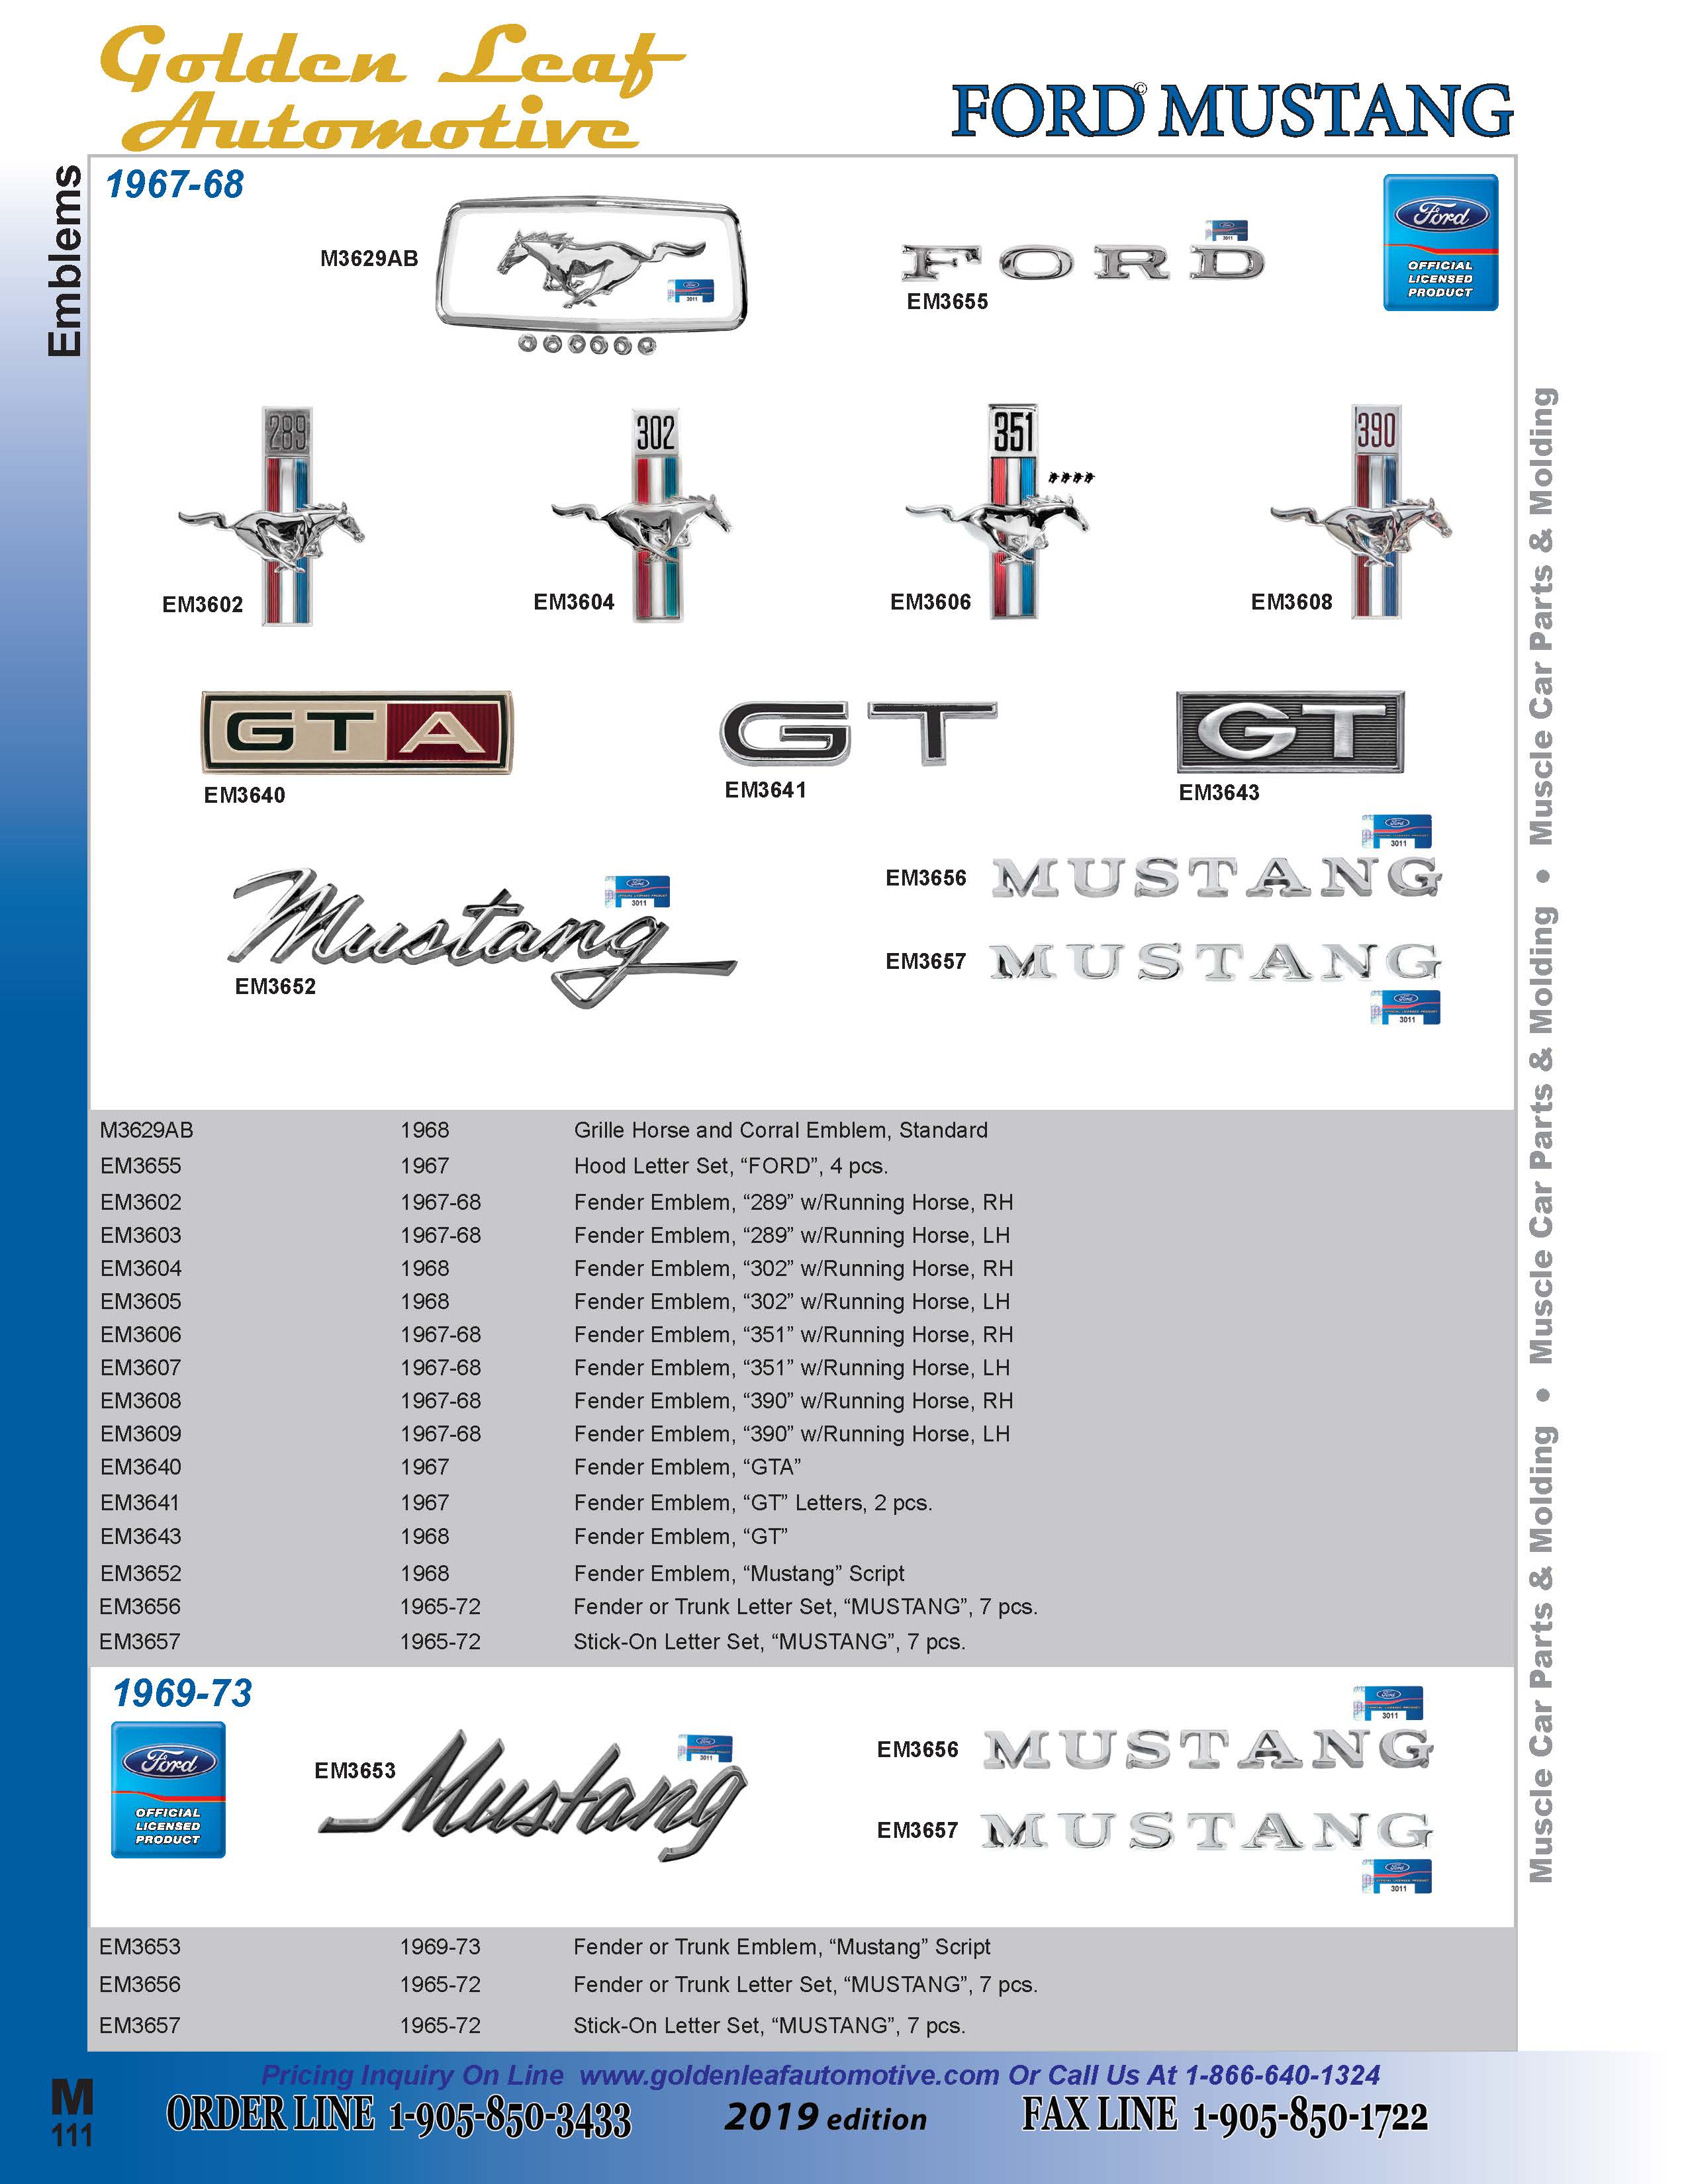 Golden Leaf
Automotive
FORD© MUSTANG
Emblems
1967-68
M3629AB
3011
FORD
3011
EM3655
Ford
OFFICIAL
LICENSED
PRODUCT
289
302
351
390
EM3602
EM3604
EM3606
EM3608
GTA
GT
GT
EM3640
EM3641
EM3643
Mustang
Ford
3011
EM3652
Ford
3011
EM3656 MUSTANG
EM3657 MUSTANG
Ford
3011
M3629AB 1968 Grille Horse and Corral Emblem, Standard
EM3655 1967 Hood Letter Set, “FORD”, 4 pcs.
EM3602 1967-68 Fender Emblem, “289” w/Running Horse, RH
EM3603 1967-68 Fender Emblem, “289” w/Running Horse, LH
EM3604 1968 Fender Emblem, “302” w/Running Horse, RH
EM3605 1968 Fender Emblem, “302” w/Running Horse, LH
EM3606 1967-68 Fender Emblem, “351” w/Running Horse, RH
EM3607 1967-68 Fender Emblem, “351” w/Running Horse, LH
EM3608 1967-68 Fender Emblem, “390” w/Running Horse, RH
EM3609 1967-68 Fender Emblem, “390” w/Running Horse, LH
EM3640 1967 Fender Emblem, “GTA”
EM3641 1967 Fender Emblem, “GT” Letters, 2 pcs.
EM3643 1968 Fender Emblem, “GT”
EM3652 1968 Fender Emblem, “Mustang” Script
EM3656 1965-72 Fender or Trunk Letter Set, “MUSTANG”, 7 pcs.
EM3657 1965-72 Stick-On Letter Set, “MUSTANG”, 7 pcs.
1969-73
Ford
OFFICIAL
LICENSED
PRODUCT
EM3653 Mustang
Ford
3011
Ford
3011
EM3656 MUSTANG
EM3657 MUSTANG
Ford
3011
EM3653 1969-73 Fender or Trunk Emblem, “Mustang” Script
EM3656 1965-72 Fender or Trunk Letter Set, “MUSTANG”, 7 pcs.
EM3657 1965-72 Stick-On Letter Set, “MUSTANG”, 7 pcs.
Muscle Car Parts & Molding • Muscle Car Parts & Molding • Muscle Car Parts & Molding
Pricing Inquiry On Line www.goldenleafautomotive.com Or Call Us At 1-866-640-1324
M
111
ORDER LINE 1-905-850-3433 2019 edition FAX LINE 1-905-850-1722